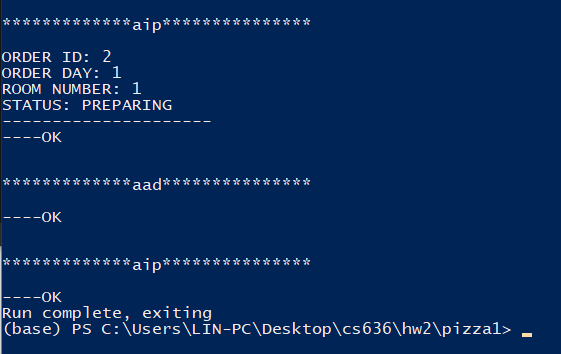 *************aip***************
ORDER ID: 2
ORDER DAY: 1
ROOM NUMBER: 1
STATUS: PREPARING
---------------------
----OK
*************aad***************
----OK
*************aip***************
----OK
Run complete, exiting
(base) PS C:\Users\LIN-PC\Desktop\cs636\hw2\pizza1> _